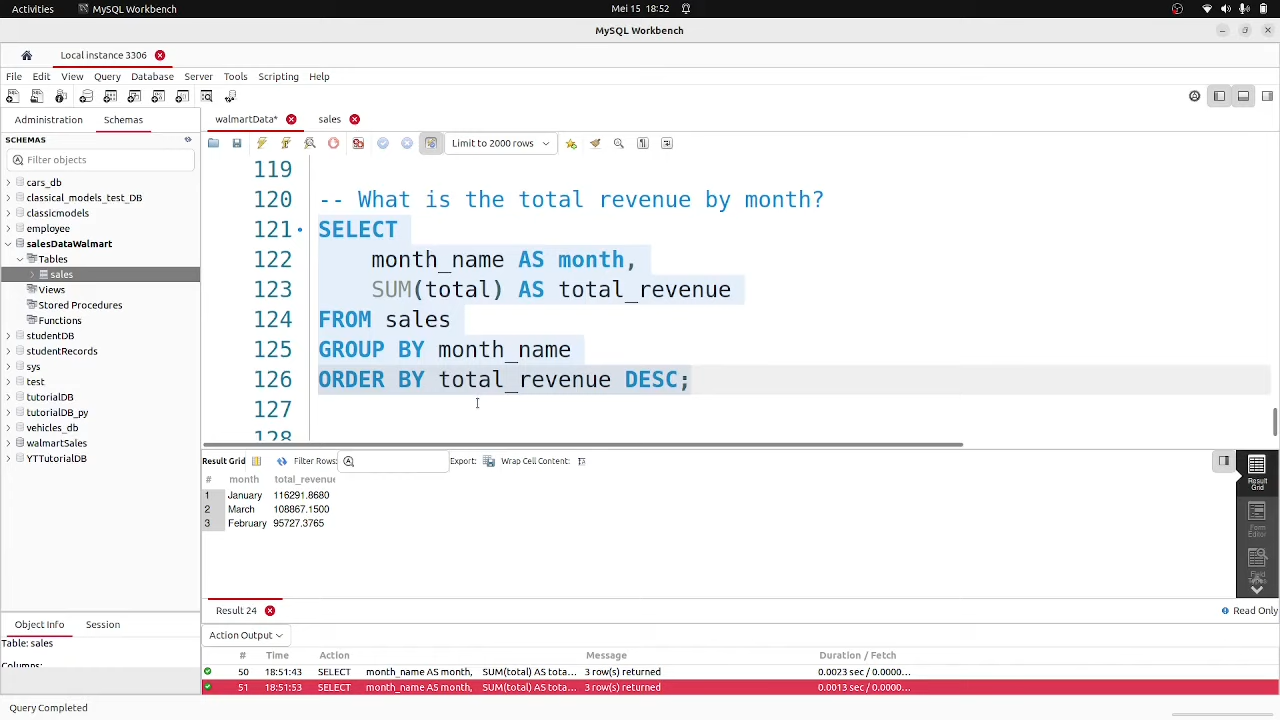 Activities MySQL Workbench Mei 15 18:52
MySQL Workbench
Local instance 3306
File Edit View Query Database Server Tools Scripting Help
Administration Schemas
walmartData* sales
SCHEMAS
Limit to 2000 rows
Filter objects
cars_db
classical_models_test_DB
classicmodels
employee
salesDataWalmart
Tables
sales
Views
Stored Procedures
Functions
studentDB
studentRecords
sys
test
tutorialDB
tutorialDB_py
vehicles_db
walmartSales
YTTutorialDB
119
120 -- What is the total revenue by month?
121 SELECT
122 month_name AS month,
123 SUM(total) AS total_revenue
124 FROM sales
125 GROUP BY month_name
126 ORDER BY total_revenue DESC;
127
128
Result Grid Filter Rows: Export: Wrap Cell Content:
# month total_revenue
1 January 116291.8680
2 March 108867.1500
3 February 95727.3765
Result Grid
Form Editor
Field Types
Result 24
Read Only
Object Info Session
Table: sales
Columns:
Action Output
# Time Action Message Duration / Fetch
50 18:51:43 SELECT month_name AS month, SUM(total) AS tota... 3 row(s) returned 0.0023 sec / 0.0000...
51 18:51:53 SELECT month_name AS month, SUM(total) AS tota... 3 row(s) returned 0.0013 sec / 0.0000...
Query Completed